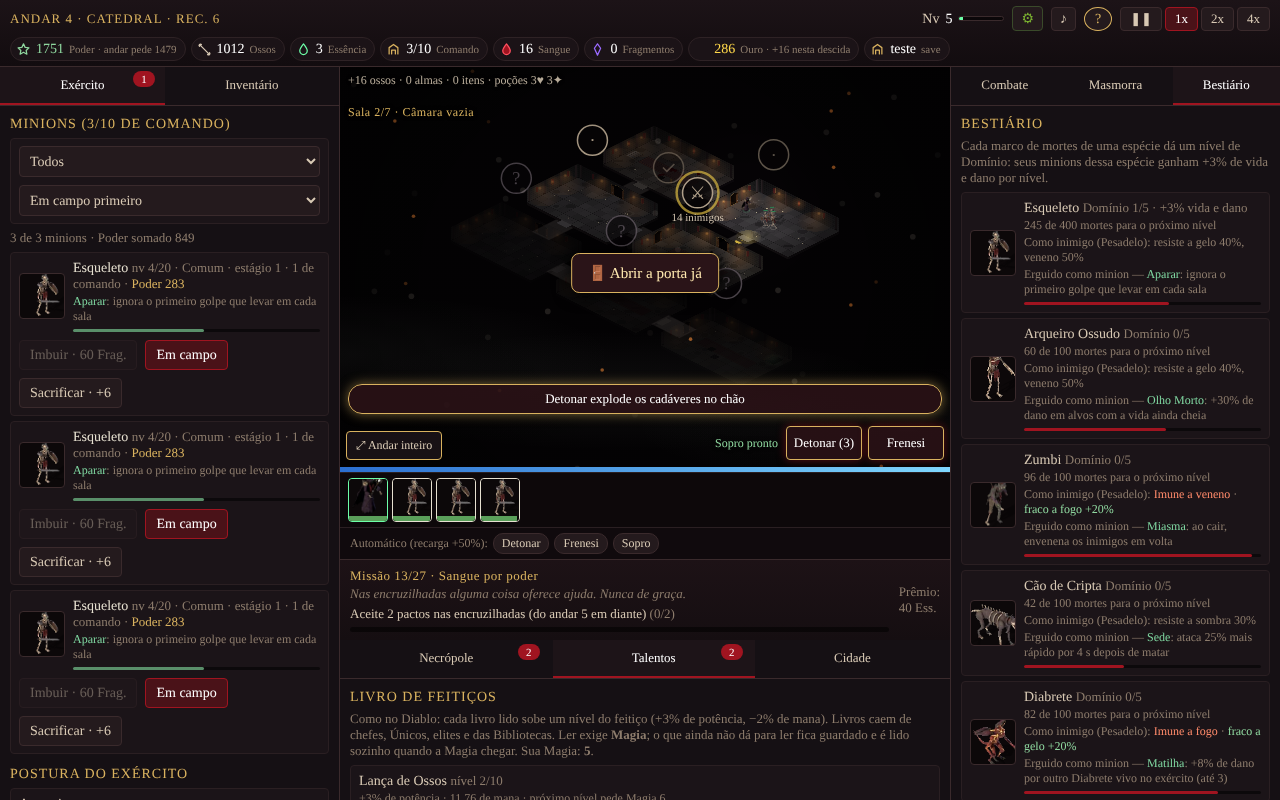 ANDAR 4 · CATEDRAL · REC. 6
Nv 5
?
1x
2x
4x
1751 Poder · andar pede 1479
1012 Ossos
3 Essência
3/10 Comando
16 Sangue
0 Fragmentos
286 Ouro · +16 nesta descida
teste save
Exército
1
Inventário
MINIONS (3/10 DE COMANDO)
Todos
Em campo primeiro
3 de 3 minions · Poder somado 849
Esqueleto nv 4/20 · Comum · estágio 1 · 1 de
comando · Poder 283
Aparar: ignora o primeiro golpe que levar em cada
sala
Imbuir · 60 Frag.
Em campo
Sacrificar · +6
Esqueleto nv 4/20 · Comum · estágio 1 · 1 de
comando · Poder 283
Aparar: ignora o primeiro golpe que levar em cada
sala
Imbuir · 60 Frag.
Em campo
Sacrificar · +6
Esqueleto nv 4/20 · Comum · estágio 1 · 1 de
comando · Poder 283
Aparar: ignora o primeiro golpe que levar em cada
sala
Imbuir · 60 Frag.
Em campo
Sacrificar · +6
POSTURA DO EXÉRCITO
+16 ossos · 0 almas · 0 itens · poções 3♥ 3✦
Sala 2/7 · Câmara vazia
?
14 inimigos
?
?
Abrir a porta já
Detonar explode os cadáveres no chão
⤢ Andar inteiro
Sopro pronto
Detonar (3)
Frenesi
Automático (recarga +50%):
Detonar
Frenesi
Sopro
Missão 13/27 · Sangue por poder
Nas encruzilhadas alguma coisa oferece ajuda. Nunca de graça.
Aceite 2 pactos nas encruzilhadas (do andar 5 em diante) (0/2)
Prêmio:
40 Ess.
Necrópole
2
Talentos
2
Cidade
LIVRO DE FEITIÇOS
Como no Diablo: cada livro lido sobe um nível do feitiço (+3% de potência, −2% de mana). Livros caem de
chefes, Únicos, elites e das Bibliotecas. Ler exige Magia; o que ainda não dá para ler fica guardado e é lido
sozinho quando a Magia chegar. Sua Magia: 5.
Lança de Ossos nível 2/10
+3% de potência · 11.76 de mana · próximo nível pede Magia 6
Combate
Masmorra
Bestiário
BESTIÁRIO
Cada marco de mortes de uma espécie dá um nível de
Domínio: seus minions dessa espécie ganham +3% de vida
e dano por nível.
Esqueleto Domínio 1/5 · +3% vida e dano
245 de 400 mortes para o próximo nível
Como inimigo (Pesadelo): resiste a gelo 40%,
veneno 50%
Erguido como minion — Aparar: ignora o
primeiro golpe que levar em cada sala
Arqueiro Ossudo Domínio 0/5
60 de 100 mortes para o próximo nível
Como inimigo (Pesadelo): resiste a gelo 40%,
veneno 50%
Erguido como minion — Olho Morto: +30% de
dano em alvos com a vida ainda cheia
Zumbi Domínio 0/5
96 de 100 mortes para o próximo nível
Como inimigo (Pesadelo): Imune a veneno ·
fraco a fogo +20%
Erguido como minion — Miasma: ao cair,
envenena os inimigos em volta
Cão de Cripta Domínio 0/5
42 de 100 mortes para o próximo nível
Como inimigo (Pesadelo): resiste a sombra 30%
Erguido como minion — Sede: ataca 25% mais
rápido por 4 s depois de matar
Diabrete Domínio 0/5
82 de 100 mortes para o próximo nível
Como inimigo (Pesadelo): Imune a fogo · fraco a
gelo +20%
Erguido como minion — Matilha: +8% de dano
por outro Diabrete vivo no exército (até 3)